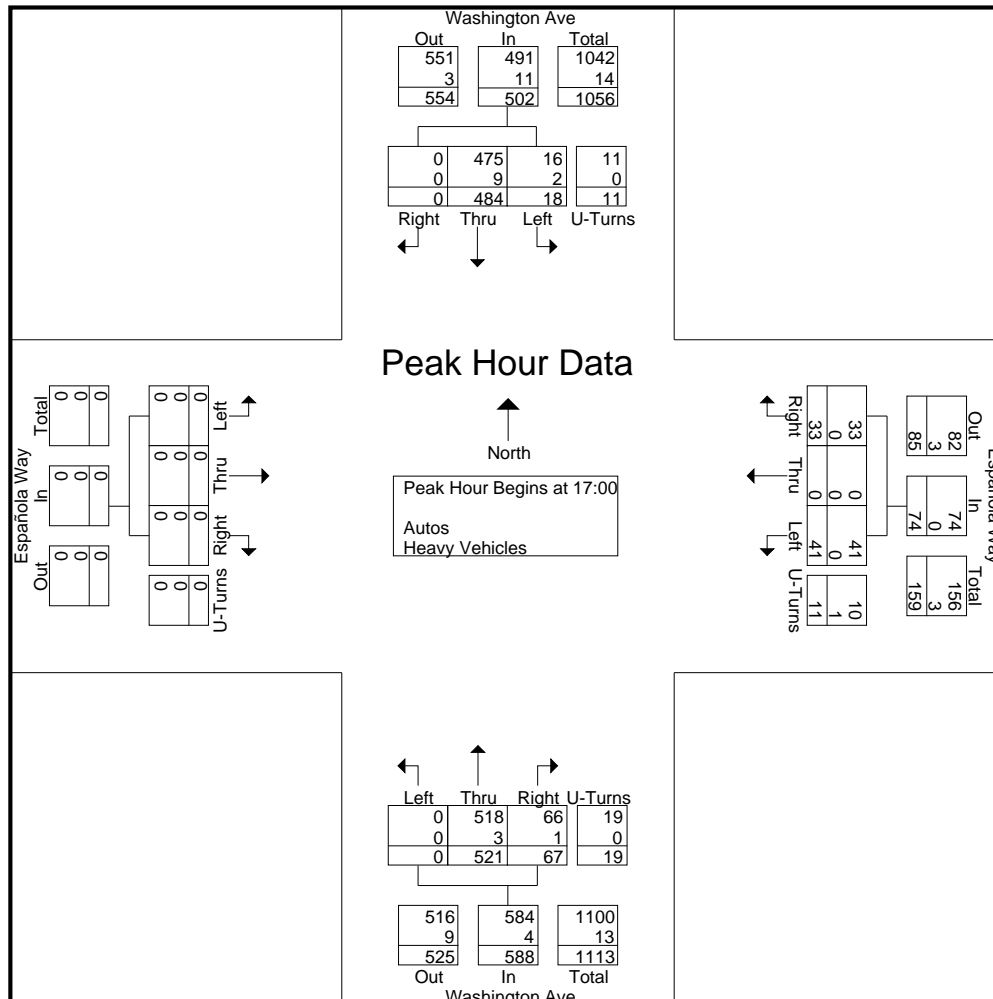 Washington Ave
Out In Total
551 491 1042
3 11 14
554 502 1056
0 475 16 11
0 9 2 0
0 484 18 11
Right Thru Left U-Turns
Peak Hour Data
North
Peak Hour Begins at 17:00
Autos
Heavy Vehicles
Española Way
Total In Out
0 0 0
0 0 0
0 0 0
Left Thru Right U-Turns
0 0 0 0
0 0 0 0
0 0 0 0
Right Thru Left U-Turns
33 0 41 10
0 0 0 1
33 0 41 11
Española Way
Out In Total
82 74 156
3 0 3
85 74 159
Left Thru Right U-Turns
0 518 66 19
0 3 1 0
0 521 67 19
516 584 1100
9 4 13
525 588 1113
Out In Total
Washington Ave